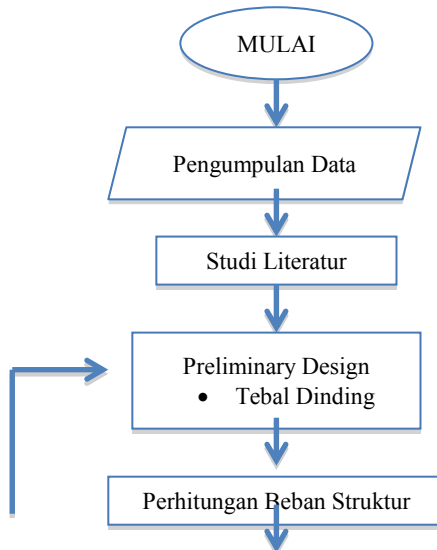 MULAI
Pengumpulan Data
Studi Literatur
Preliminary Design
• Tebal Dinding
Perhitungan Beban Struktur